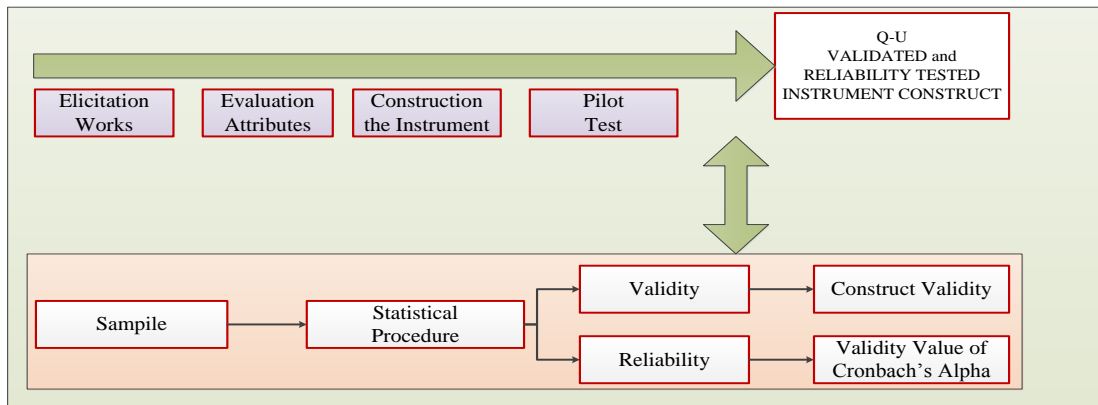 Q-U
VALIDATED and
RELIABILITY TESTED
INSTRUMENT CONSTRUCT
Elicitation
Works
Evaluation
Attributes
Construction
the Instrument
Pilot
Test
Sampile
Statistical
Procedure
Validity
Construct Validity
Reliability
Validity Value of
Cronbach's Alpha